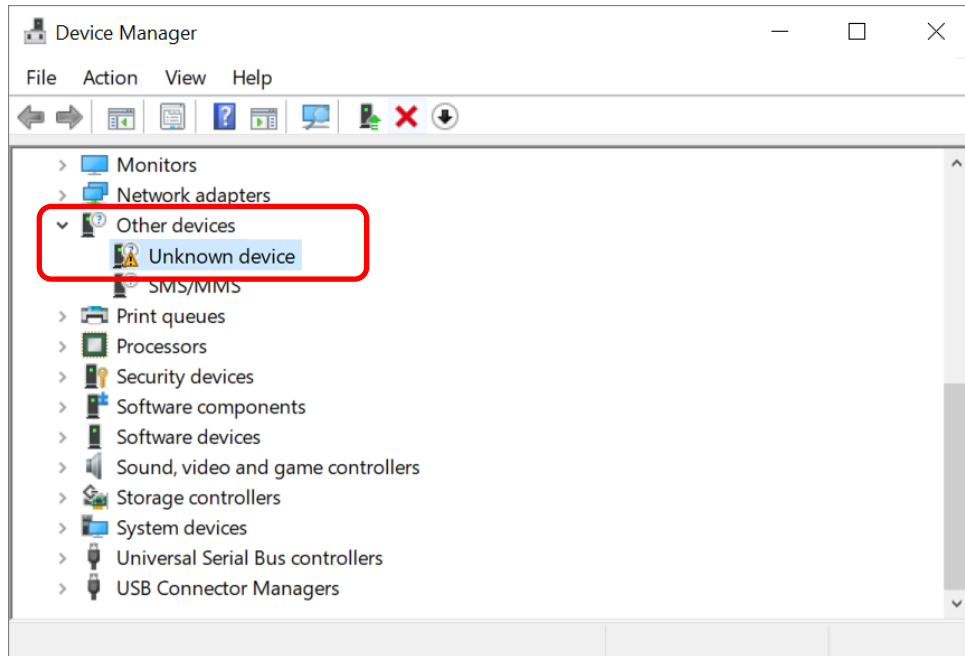 Device Manager
File Action View Help
Monitors
Network adapters
Other devices
Unknown device
SMS/MMS
Print queues
Processors
Security devices
Software components
Software devices
Sound, video and game controllers
Storage controllers
System devices
Universal Serial Bus controllers
USB Connector Managers